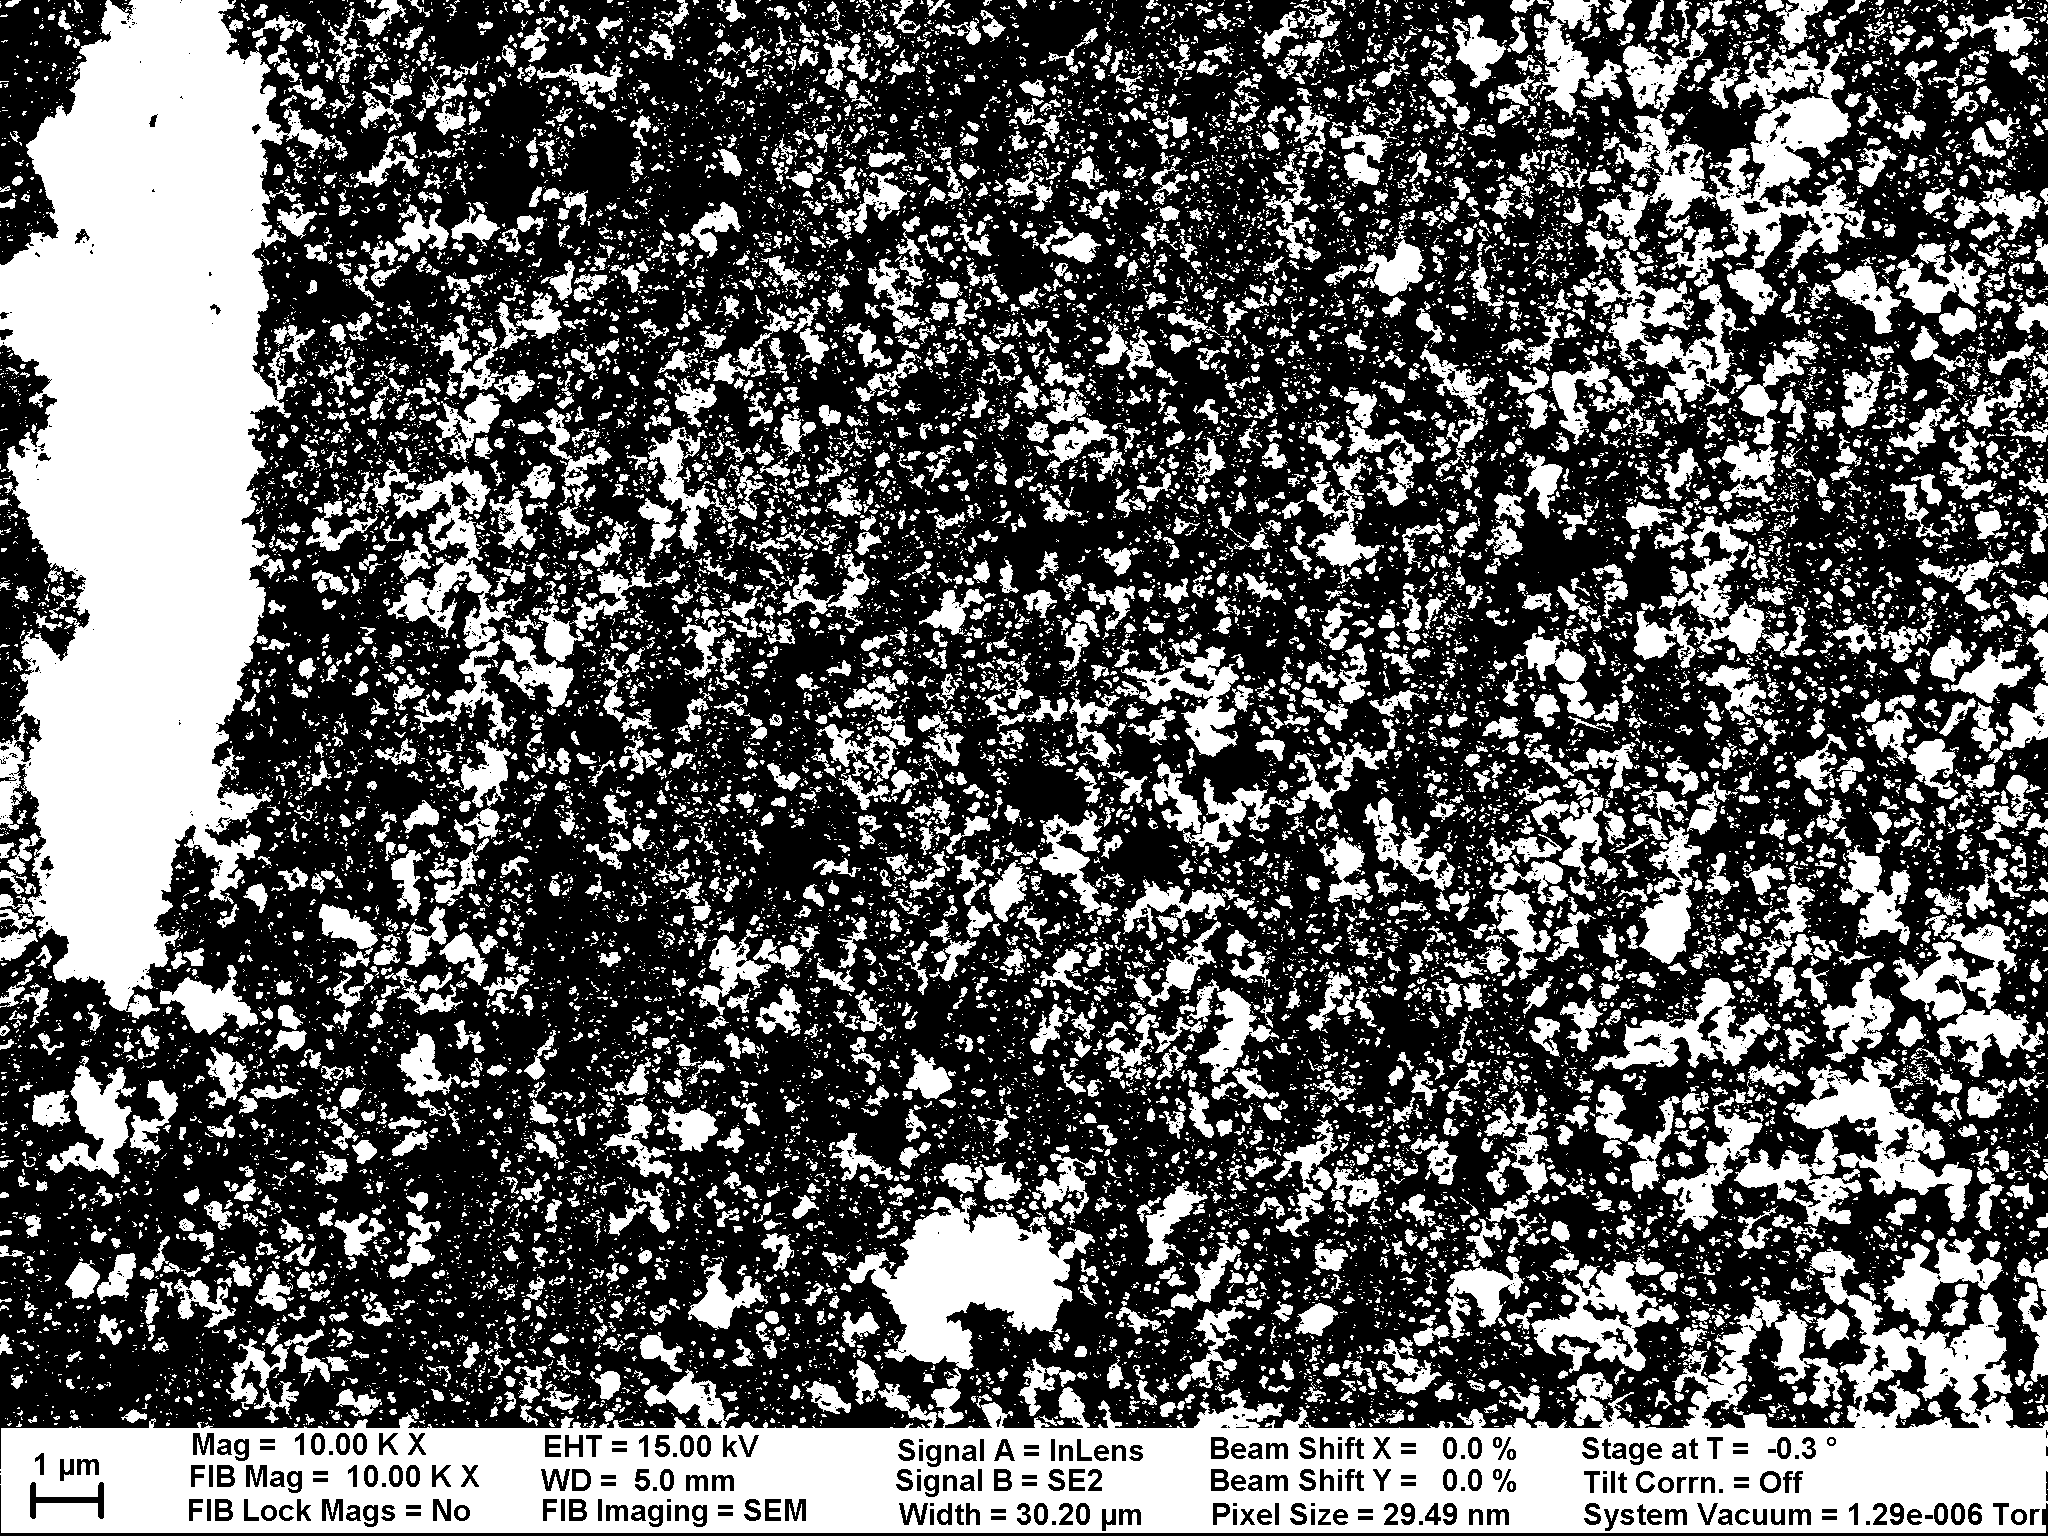 1 µm
Mag =  10.00 K X
FIB Mag =  10.00 K X
FIB Lock Mags = No
EHT = 15.00 kV
WD =  5.0 mm
FIB Imaging = SEM
Signal A = InLens
Signal B = SE2
Width = 30.20 µm
Beam Shift X =   0.0 %
Beam Shift Y =   0.0 %
Pixel Size = 29.49 nm
Stage at T =  -0.3 °
Tilt Corrn. = Off
System Vacuum = 1.29e-006 Torr